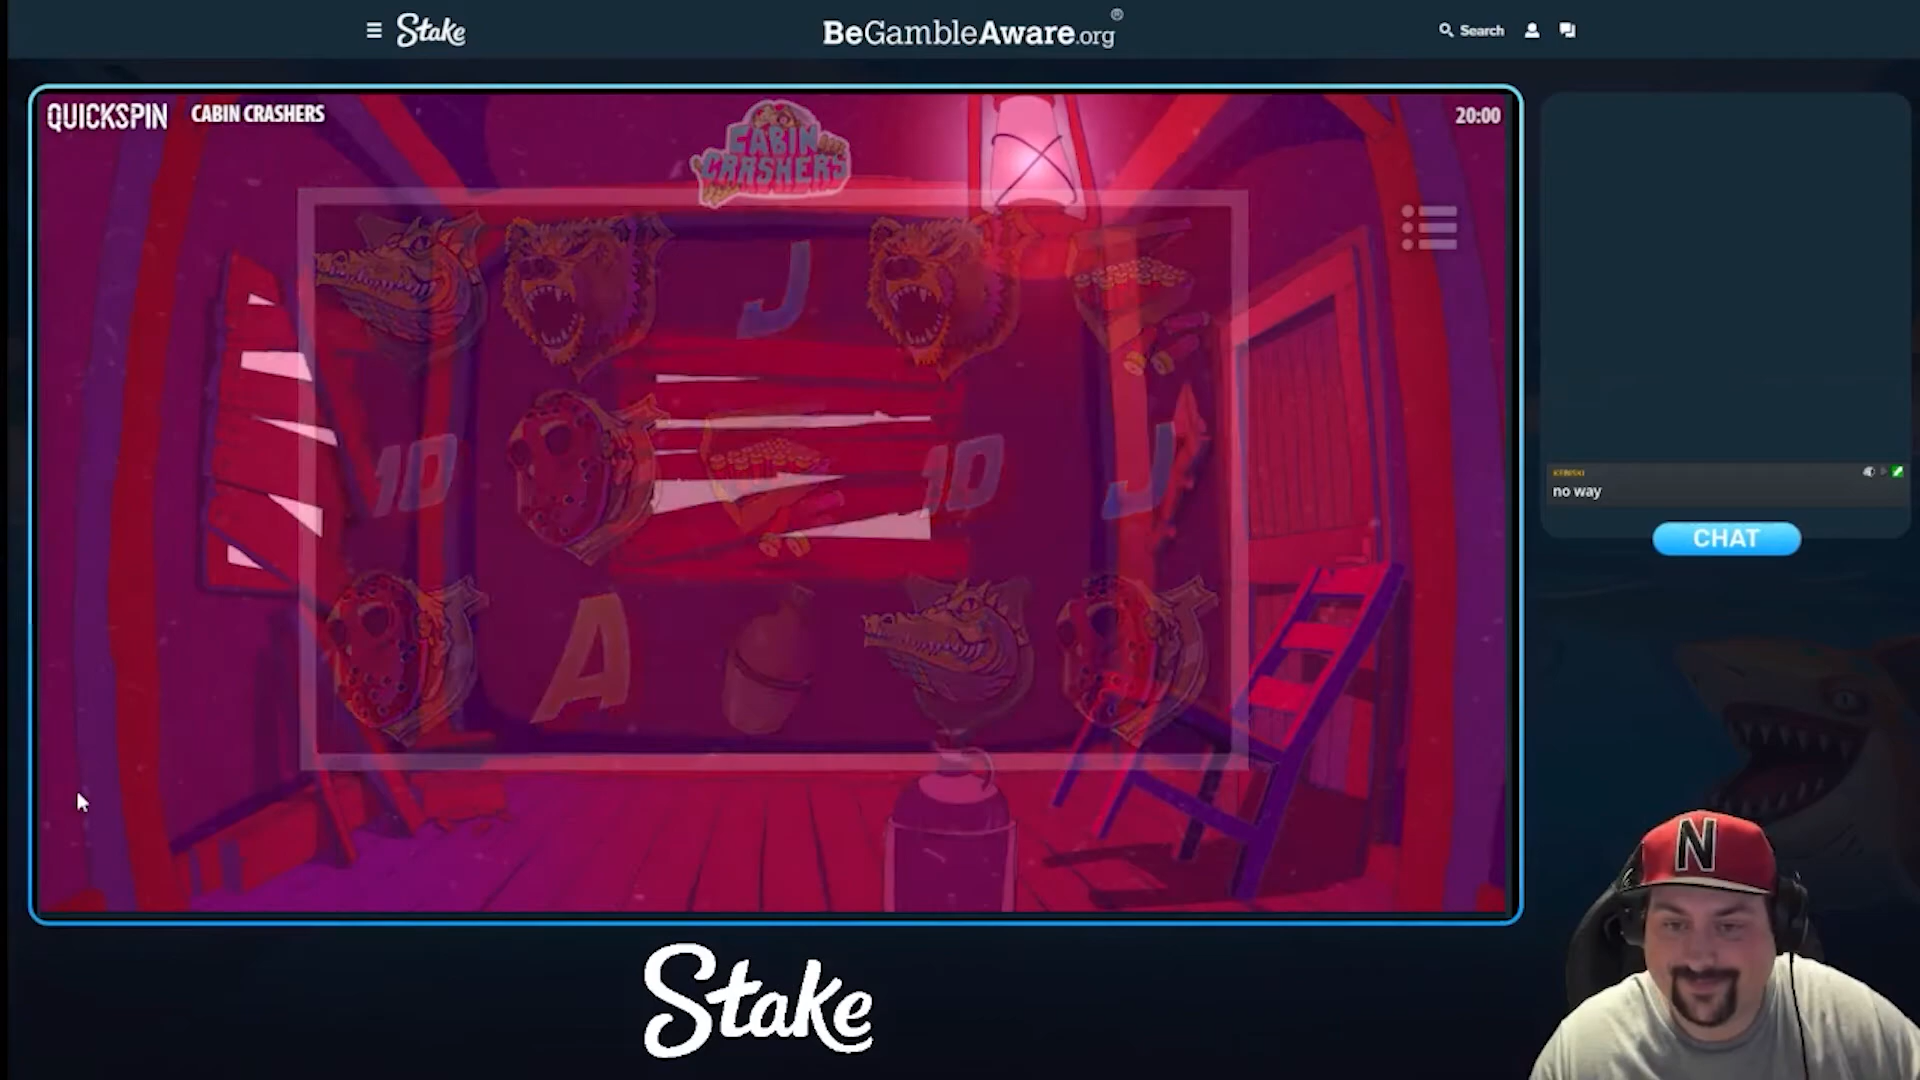 Stake
BeGambleAware.org®
Search
QUICKSPIN
CABIN CRASHERS
20:00
CABIN
CRASHERS
J
10
10
J
A
no way
CHAT
N
Stake